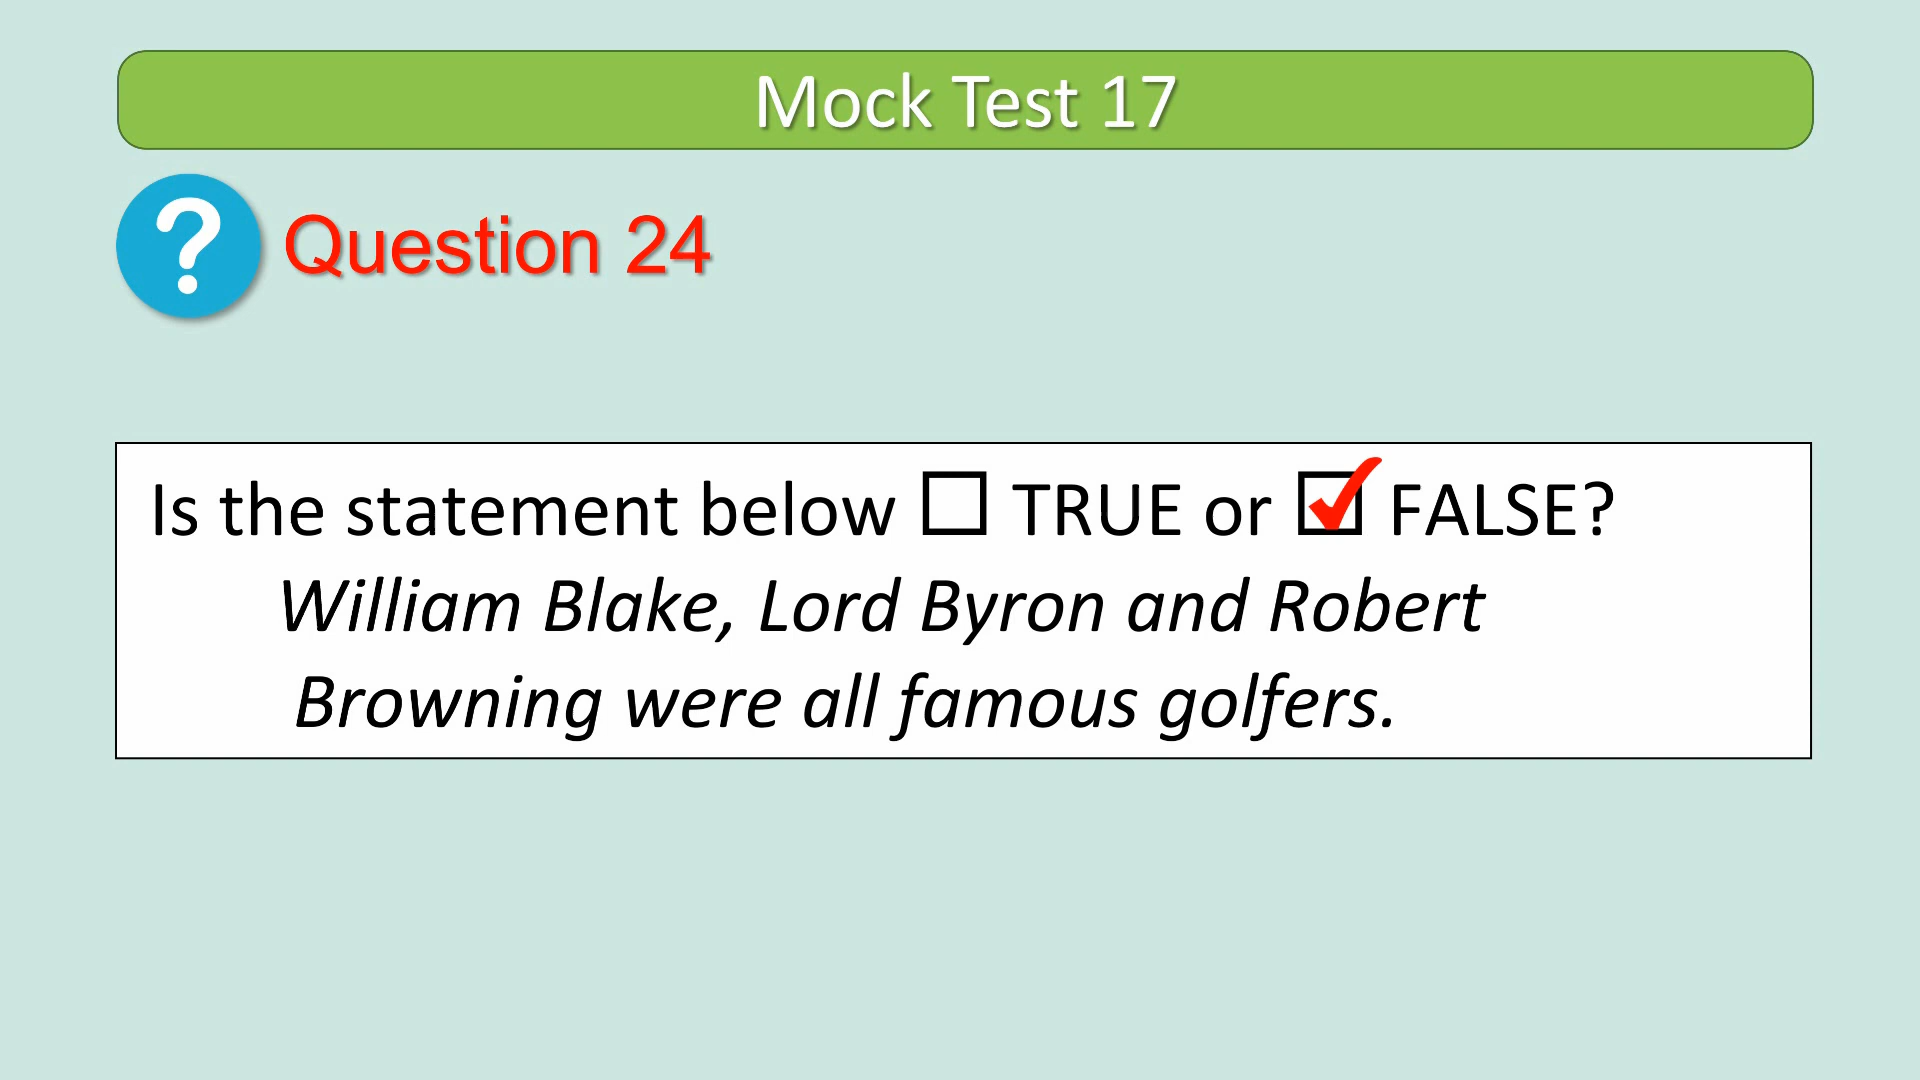 Mock Test 17
Question 24
Is the statement below ☐ TRUE or ☑ FALSE?
William Blake, Lord Byron and Robert
Browning were all famous golfers.